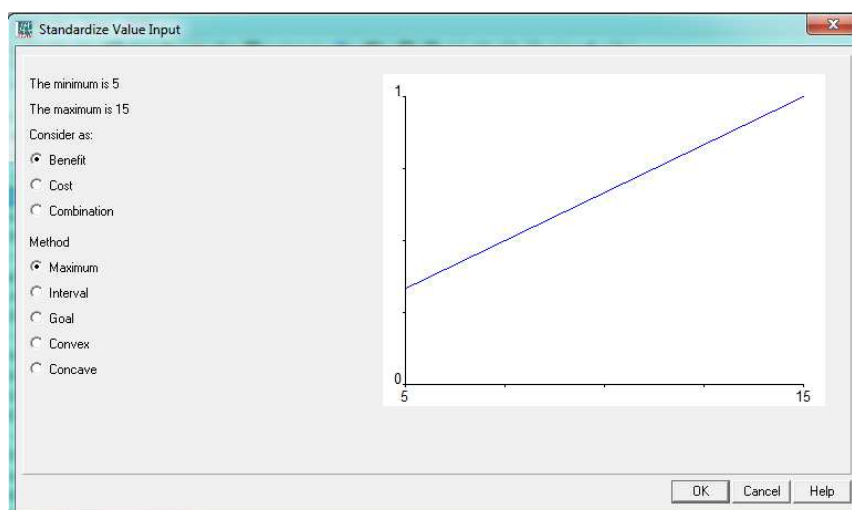 Standardize Value Input
The minimum is 5
The maximum is 15
Consider as:
Benefit
Cost
Combination
Method
Maximum
Interval
Goal
Convex
Concave
1
0
5
15
OK
Cancel
Help